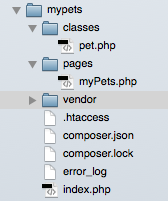 mypets
classes
pet.php
pages
myPets.php
vendor
.htaccess
composer.json
composer.lock
error_log
index.php